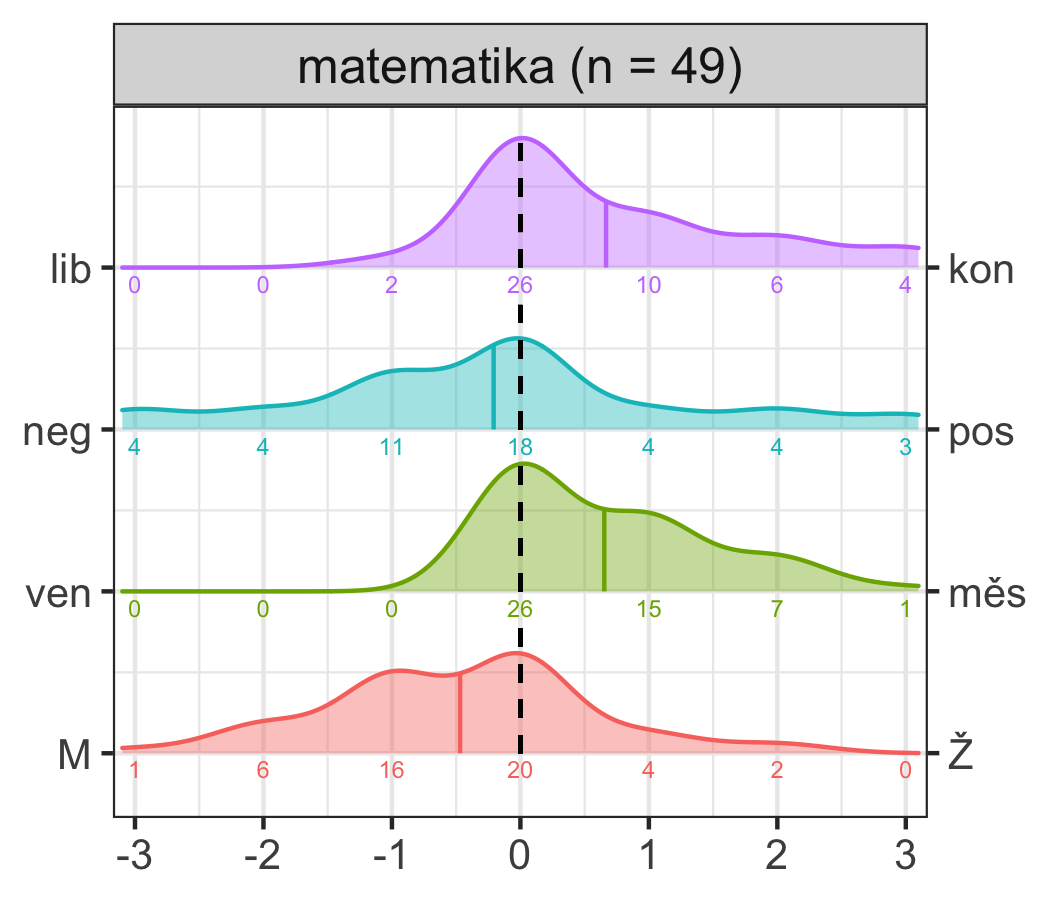 matematika (n = 49)
lib kon
0 0 2 26 10 6 4
neg pos
4 4 11 18 4 4 3
ven měs
0 0 0 26 15 7 1
M Ž
1 6 16 20 4 2 0
-3 -2 -1 0 1 2 3